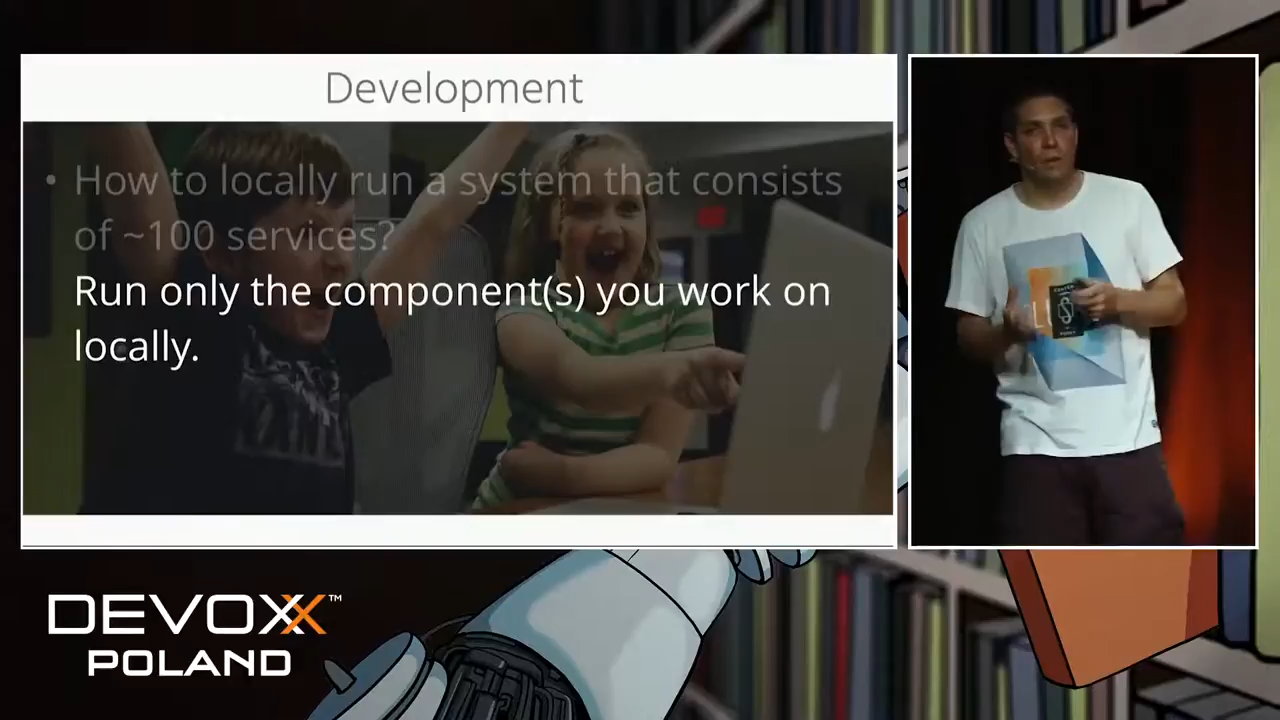 Development
• How to locally run a system that consists
of ~100 services?
Run only the component(s) you work on
locally.
DEVOXX™
POLAND